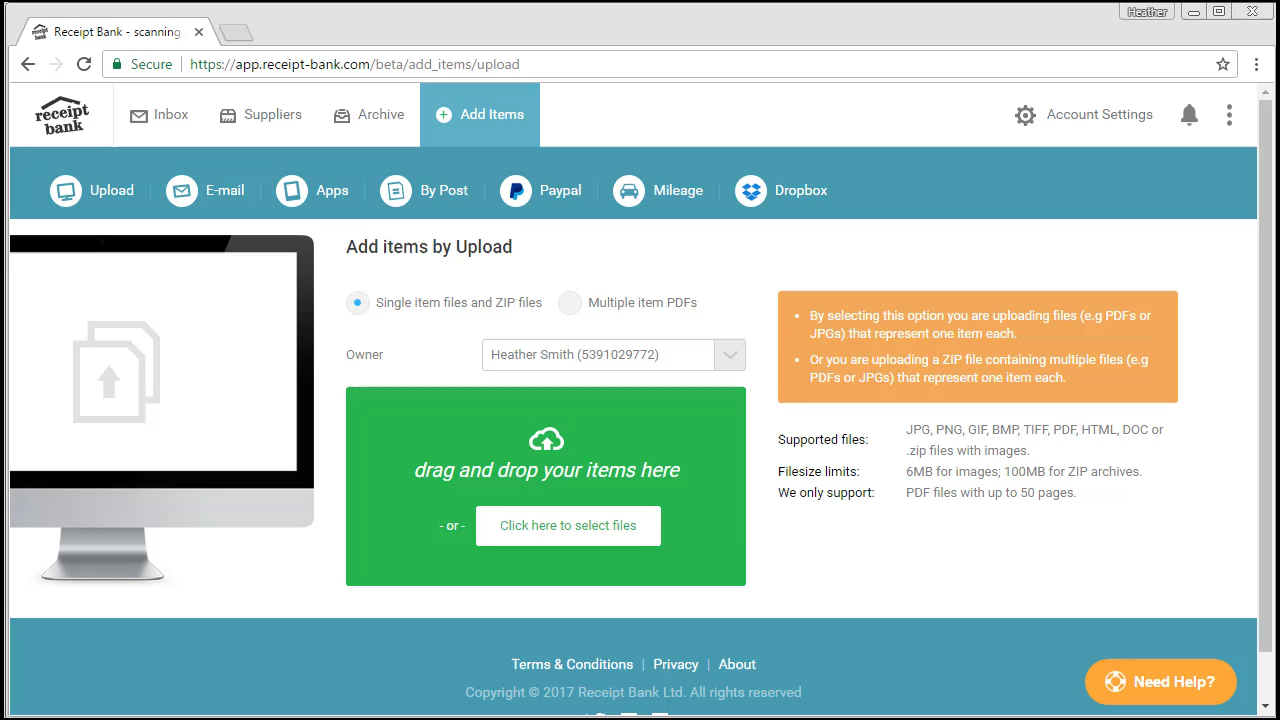 Heather
Receipt Bank - scanning
Secure
https://app.receipt-bank.com/beta/add_items/upload
receipt
bank
Inbox
Suppliers
Archive
Add Items
Account Settings
Upload
E-mail
Apps
By Post
Paypal
Mileage
Dropbox
Add items by Upload
Single item files and ZIP files
Multiple item PDFs
Owner
Heather Smith (5391029772)
drag and drop your items here
- or -
Click here to select files
• By selecting this option you are uploading files (e.g PDFs or
JPGs) that represent one item each.
• Or you are uploading a ZIP file containing multiple files (e.g
PDFs or JPGs) that represent one item each.
Supported files:
JPG, PNG, GIF, BMP, TIFF, PDF, HTML, DOC or
.zip files with images.
Filesize limits:
6MB for images; 100MB for ZIP archives.
We only support:
PDF files with up to 50 pages.
Terms & Conditions | Privacy | About
Copyright © 2017 Receipt Bank Ltd. All rights reserved
Need Help?